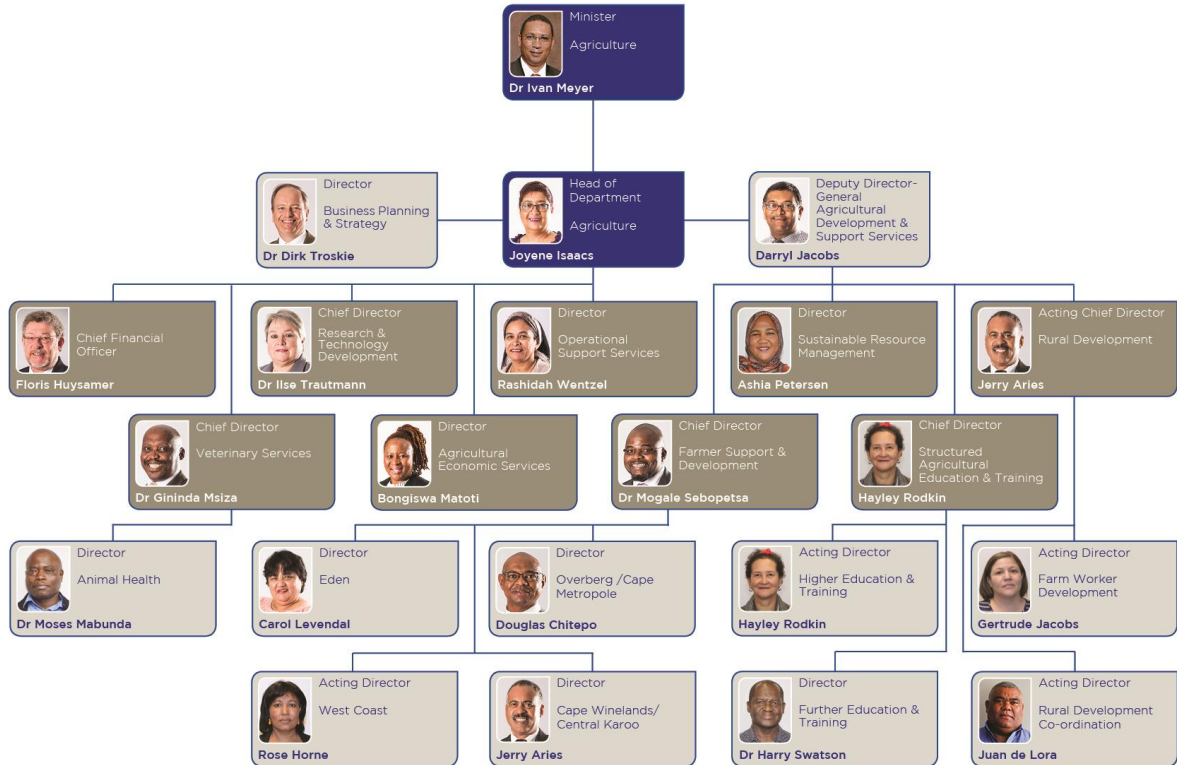 Minister
Agriculture
Dr Ivan Meyer
Director
Business Planning
& Strategy
Dr Dirk Troskie
Head of
Department
Agriculture
Joyene Isaacs
Deputy Director-
General
Agricultural
Development &
Support Services
Darryl Jacobs
Chief Financial
Officer
Floris Huysamer
Chief Director
Research &
Technology
Development
Dr Ilse Trautmann
Director
Operational
Support Services
Rashidah Wentzel
Director
Sustainable Resource
Management
Ashia Petersen
Acting Chief Director
Rural Development
Jerry Aries
Chief Director
Veterinary Services
Dr Gininda Msiza
Director
Agricultural
Economic Services
Bongiswa Matoti
Chief Director
Farmer Support &
Development
Dr Mogale Sebopetsa
Chief Director
Structured
Agricultural
Education & Training
Hayley Rodkin
Director
Animal Health
Dr Moses Mabunda
Director
Eden
Carol Levendal
Director
Overberg /Cape
Metropole
Douglas Chitepo
Acting Director
Higher Education &
Training
Hayley Rodkin
Acting Director
Farm Worker
Development
Gertrude Jacobs
Acting Director
West Coast
Rose Horne
Director
Cape Winelands/
Central Karoo
Jerry Aries
Director
Further Education &
Training
Dr Harry Swatson
Acting Director
Rural Development
Co-ordination
Juan de Lora